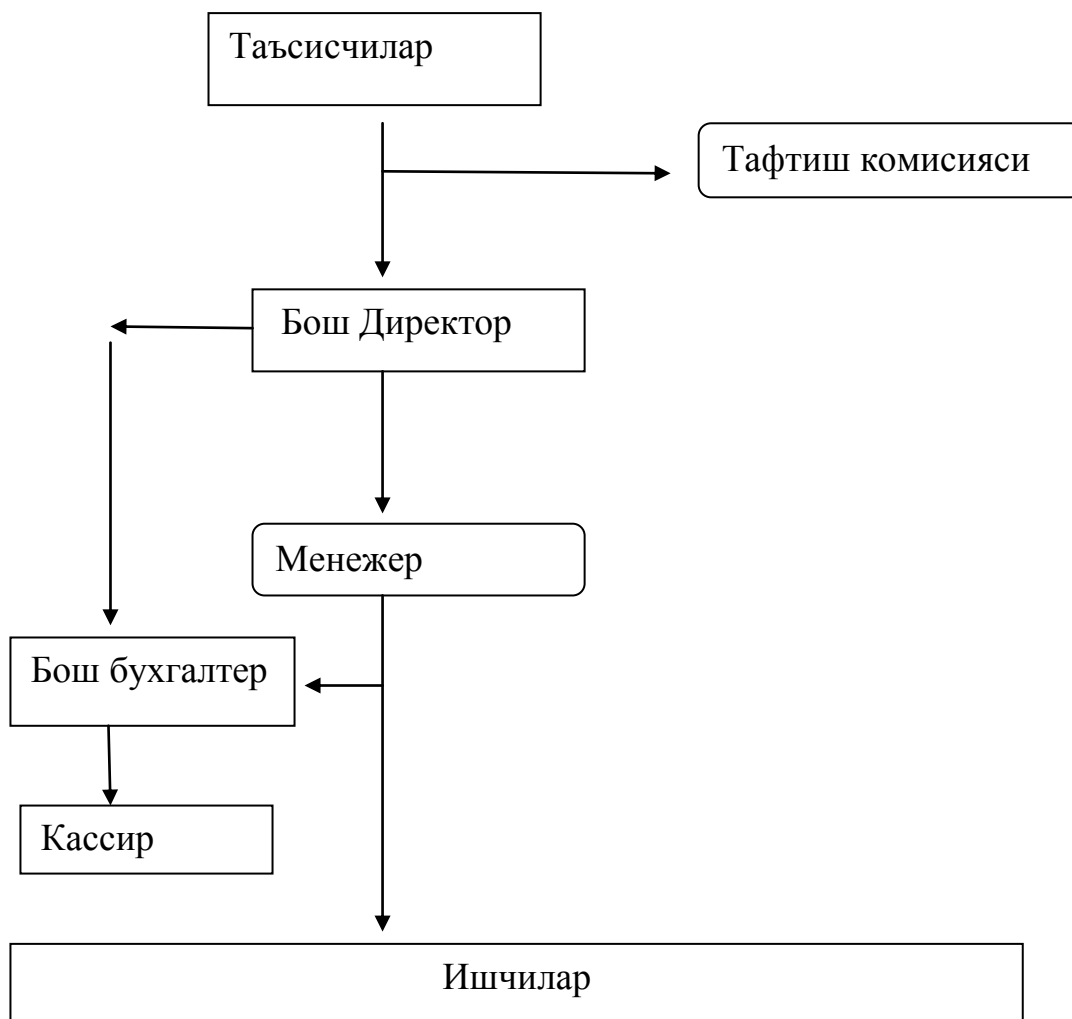 Таъсисчилар
Тафтиш комисияси
Бош Директор
Менежер
Бош бухгалтер
Кассир
Ишчилар